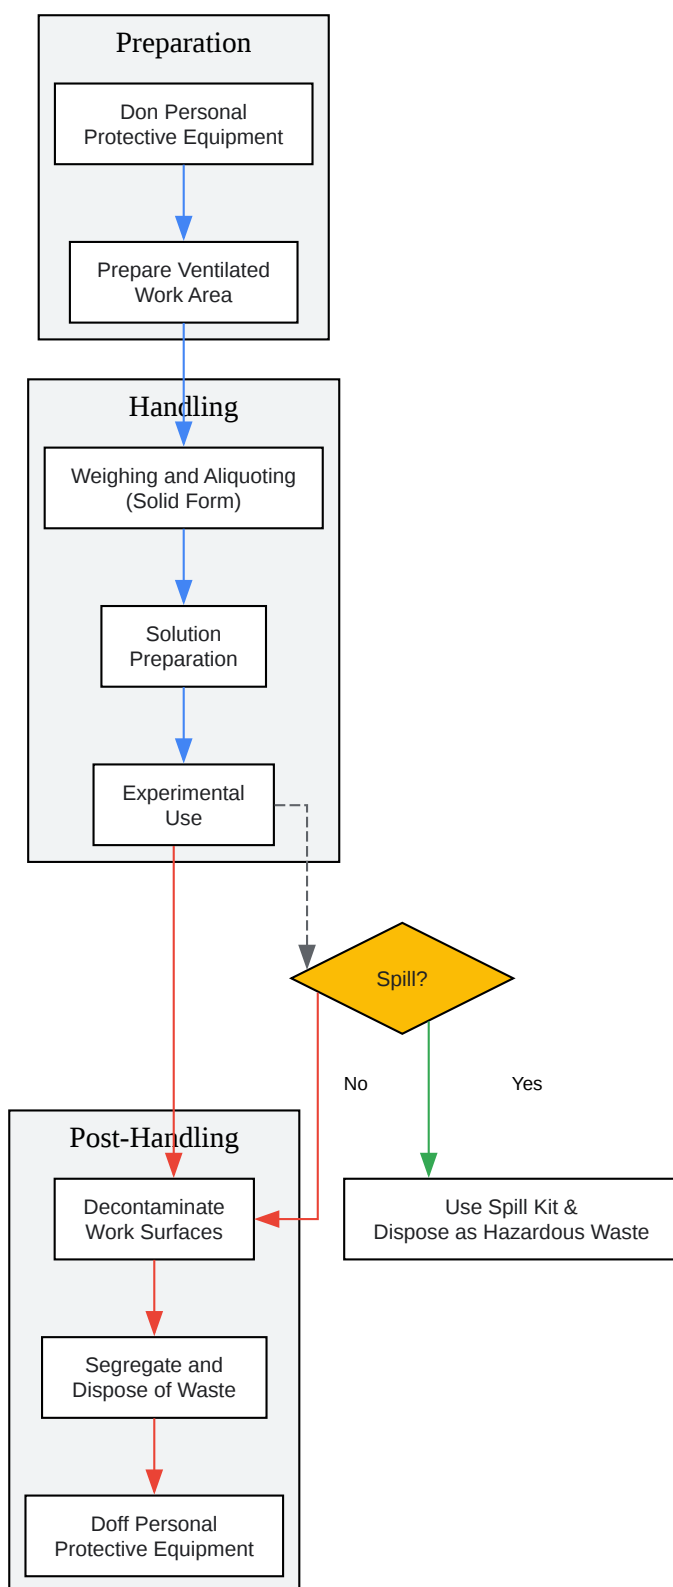 Preparation
Don Personal
Protective Equipment
Prepare Ventilated
Work Area
Handling
Weighing and Aliquoting
(Solid Form)
Solution
Preparation
Experimental
Use
Spill?
No
Yes
Post-Handling
Decontaminate
Work Surfaces
Use Spill Kit &
Dispose as Hazardous Waste
Segregate and
Dispose of Waste
Doff Personal
Protective Equipment